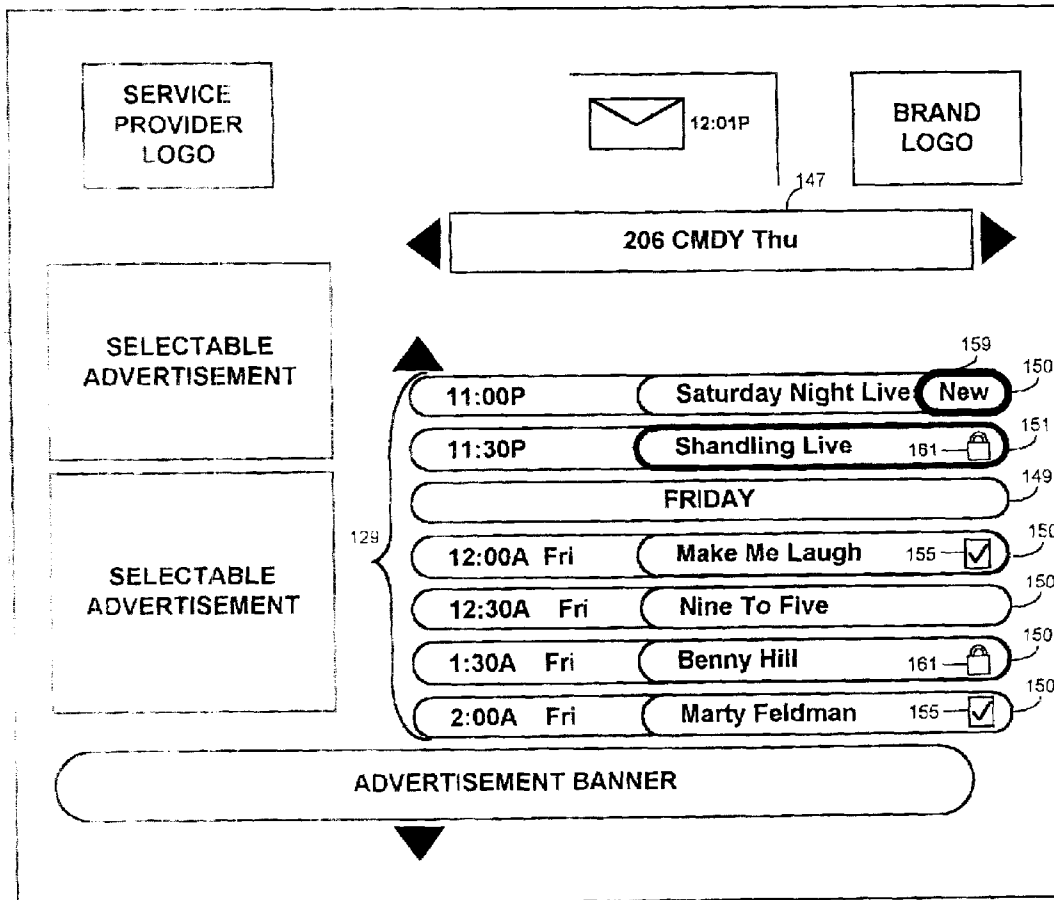 SERVICE
PROVIDER
LOGO
12:01P
BRAND
LOGO
147
206 CMDY Thu
SELECTABLE
ADVERTISEMENT
SELECTABLE
ADVERTISEMENT
129
159
11:00P Saturday Night Live New 150
11:30P Shandling Live 161 151
FRIDAY 149
12:00A Fri Make Me Laugh 155 150
12:30A Fri Nine To Five 150
1:30A Fri Benny Hill 161 150
2:00A Fri Marty Feldman 155 150
ADVERTISEMENT BANNER